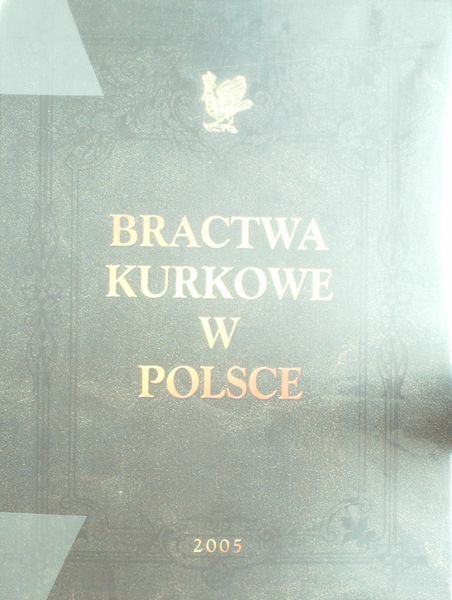 BRACTWA
KURKOWE
W
POLSCE
2005